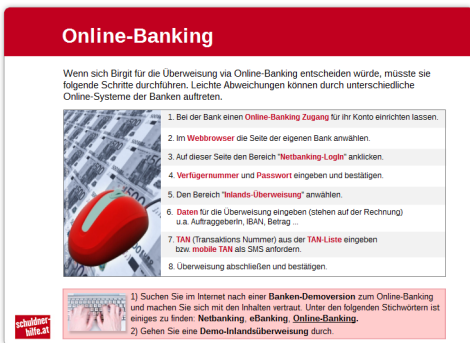 Online-Banking
Wenn sich Birgit für die Überweisung via Online-Banking entscheiden würde, müsste sie
folgende Schritte durchführen. Leichte Abweichungen können durch unterschiedliche
Online-Systeme der Banken auftreten.
1. Bei der Bank einen Online-Banking Zugang für ihr Konto einrichten lassen.
2. Im Webbrowser die Seite der eigenen Bank anwählen.
3. Auf dieser Seite den Bereich "Netbanking-LogIn" anklicken.
4. Verfügernummer und Passwort eingeben und bestätigen.
5. Den Bereich "Inlands-Überweisung" anwählen.
6. Daten für die Überweisung eingeben (stehen auf der Rechnung)
u.a. AuftraggeberIn, IBAN, Betrag ...
7. TAN (Transaktions Nummer) aus der TAN-Liste eingeben
bzw. mobile TAN als SMS anfordern.
8. Überweisung abschließen und bestätigen.
1) Suchen Sie im Internet nach einer Banken-Demoversion zum Online-Banking
und machen Sie sich mit den Inhalten vertraut. Unter den folgenden Stichwörtern ist
einiges zu finden: Netbanking, eBanking, Online-Banking.
2) Gehen Sie eine Demo-Inlandsüberweisung durch.
schuldner-
hilfe.at